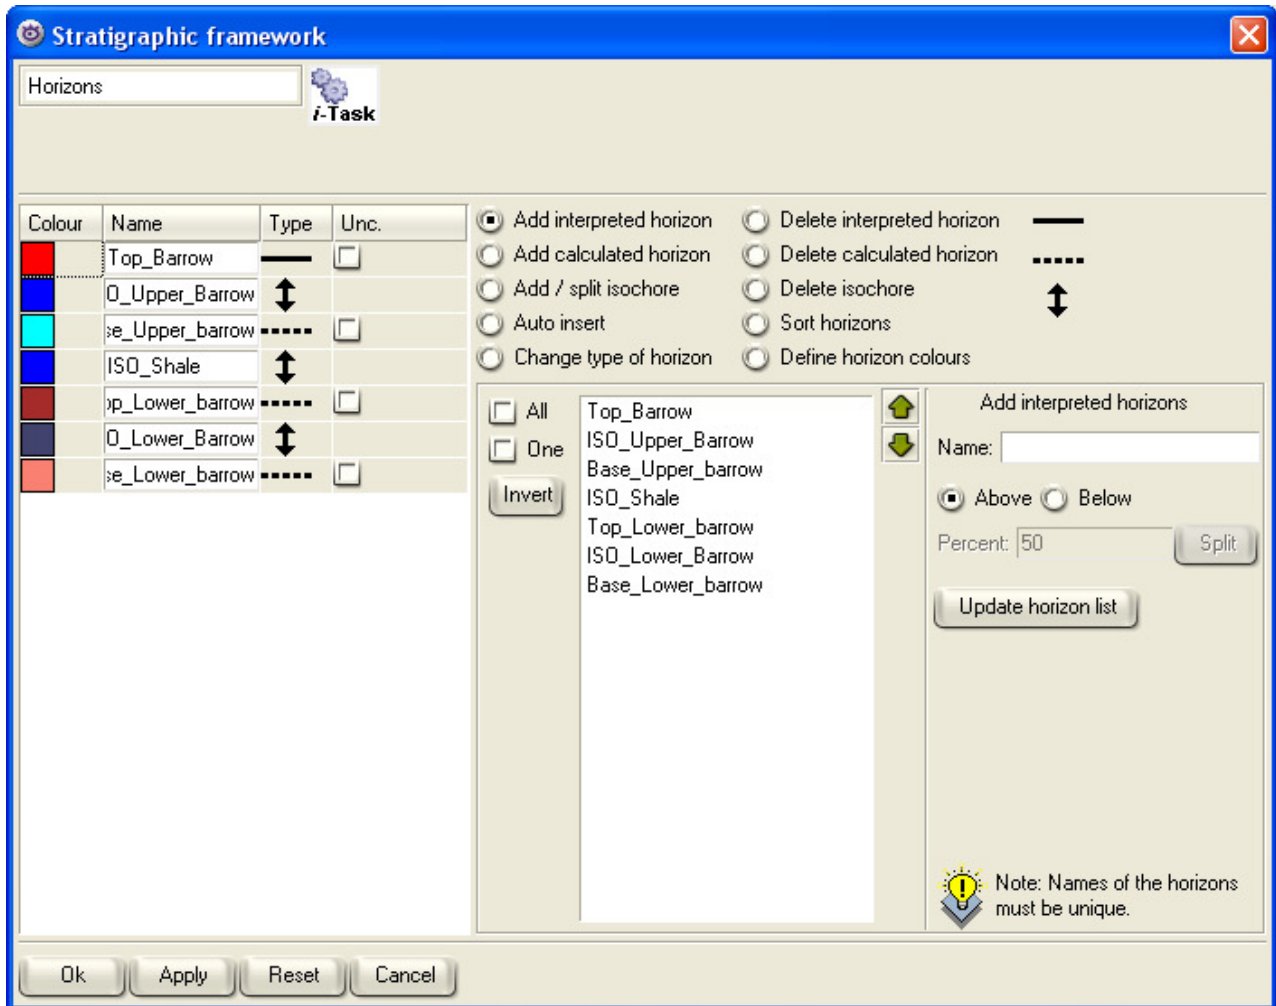 Stratigraphic framework
Horizons
i-Task
Colour Name Type Unc.
Top_Barrow
O_Upper_Barrow
se_Upper_barrow
ISO_Shale
op_Lower_barrow
O_Lower_Barrow
se_Lower_barrow
Add interpreted horizon Delete interpreted horizon
Add calculated horizon Delete calculated horizon
Add / split isochore Delete isochore
Auto insert Sort horizons
Change type of horizon Define horizon colours
All
One
Invert
Top_Barrow
ISO_Upper_Barrow
Base_Upper_barrow
ISO_Shale
Top_Lower_barrow
ISO_Lower_Barrow
Base_Lower_barrow
Add interpreted horizons
Name:
Above Below
Percent: 50 Split
Update horizon list
Note: Names of the horizons
must be unique.
Ok Apply Reset Cancel